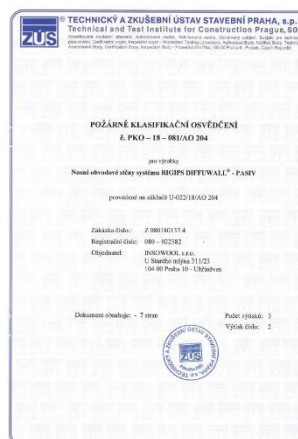 TECHNICKÝ A ZKUŠEBNÍ ÚSTAV STAVEBNÍ PRAHA, s.p.
Technical and Test Institute for Construction Prague, SOE
ZÚS
POŽÁRNĚ KLASIFIKAČNÍ OSVĚDČENÍ
č. PKO – 18 – 081/AO 204
pro výrobky
Nosné obvodové stěny systému RIGIPS DIFFUWALL® - PASIV
provedené na základě U-022/18/AO 204
Zakázka číslo.: Z 080180137.4
Registrační číslo: 080 – 022382
Objednatel: INSOWOOL s.r.o.
U Starého mlýna 311/23
104 00 Praha 10 - Uhříněves
Dokument obsahuje: - 7 stran
Počet výtisků: 3
Výtisk číslo: 2
ZÚS